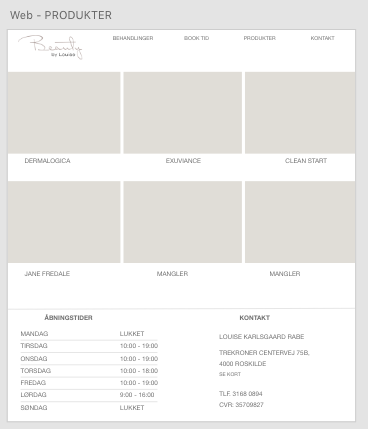 Web - PRODUKTER
Beauty
by Louise
BEHANDLINGER BOOK TID PRODUKTER KONTAKT
DERMALOGICA EXUVIANCE CLEAN START
JANE FREDALE MANGLER MANGLER
ÅBNINGSTIDER
MANDAG LUKKET
TIRSDAG 10:00 - 19:00
ONSDAG 10:00 - 19:00
TORSDAG 10:00 - 18:00
FREDAG 10:00 - 19:00
LØRDAG 9:00 - 16:00
SØNDAG LUKKET
KONTAKT
LOUISE KARLSGAARD RABE
TREKRONER CENTERVEJ 75B,
4000 ROSKILDE
SE KORT
TLF. 3168 0894
CVR. 35709827